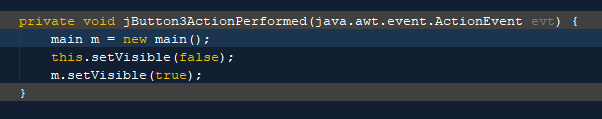 private void jButton3ActionPerformed(java.awt.event.ActionEvent evt) {
main m = new main();
this.setVisible(false);
m.setVisible(true);
}